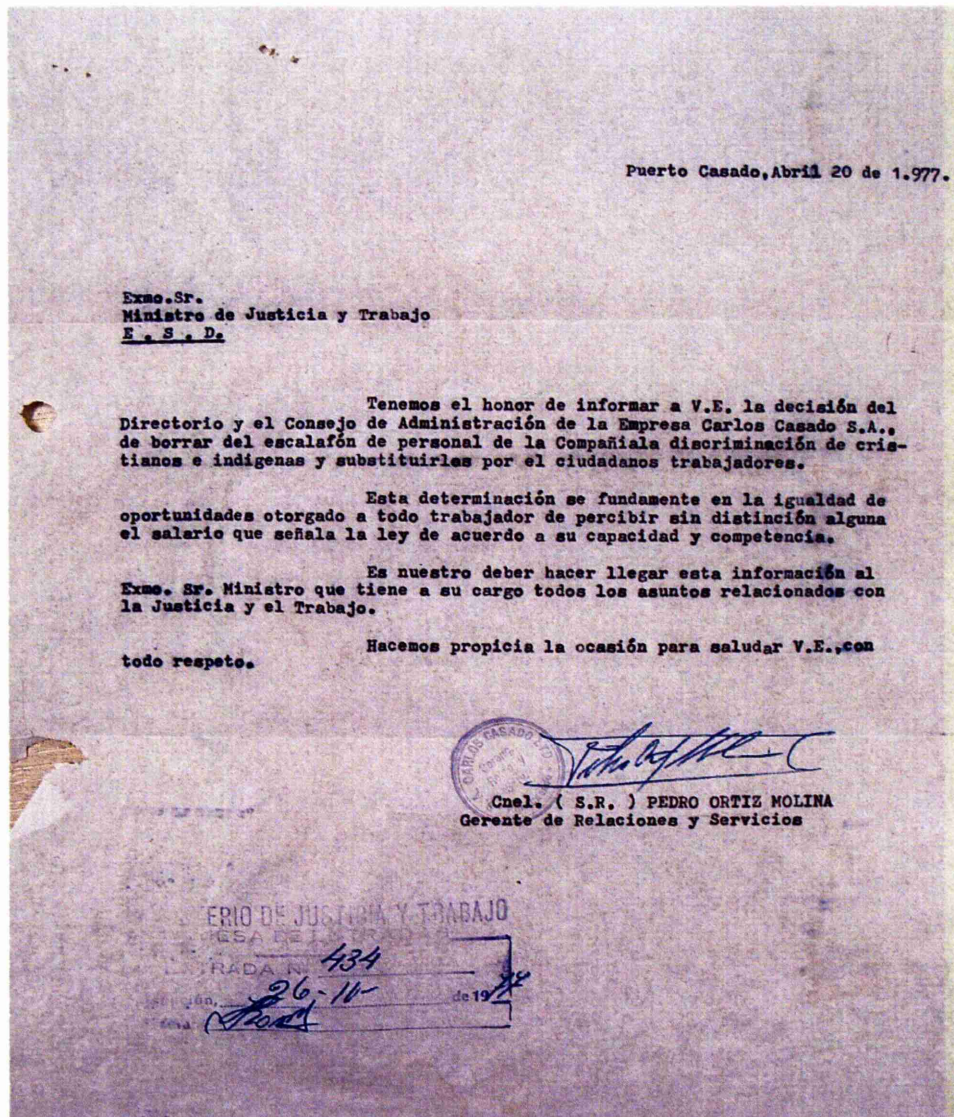 Puerto Casado,Abril 20 de 1.977.
Exmo.Sr.
Ministro de Justicia y Trabajo
E . S . D.
Tenemos el honor de informar a V.E. la decisión del
Directorio y el Consejo de Administración de la Empresa Carlos Casado S.A.,
de borrar del escalafón de personal de la Compañiala discriminación de cris-
tianos e indigenas y substituirles por el ciudadanos trabajadores.
Esta determinación se fundamente en la igualdad de
oportunidades otorgado a todo trabajador de percibir sin distinción alguna
el salario que señala la ley de acuerdo a su capacidad y competencia.
Es nuestro deber hacer llegar esta información al
Exmo. Sr. Ministro que tiene a su cargo todos los asuntos relacionados con
la Justicia y el Trabajo.
Hacemos propicia la ocasión para saludar V.E.,con
todo respeto.
CARLOS CASADO LTD
Cnel. ( S.R. ) PEDRO ORTIZ MOLINA
Gerente de Relaciones y Servicios
ERIO DE JUSTICIA Y TRABAJO
MESA DE ENTRADA
RADA N 434
26-10- de 1977